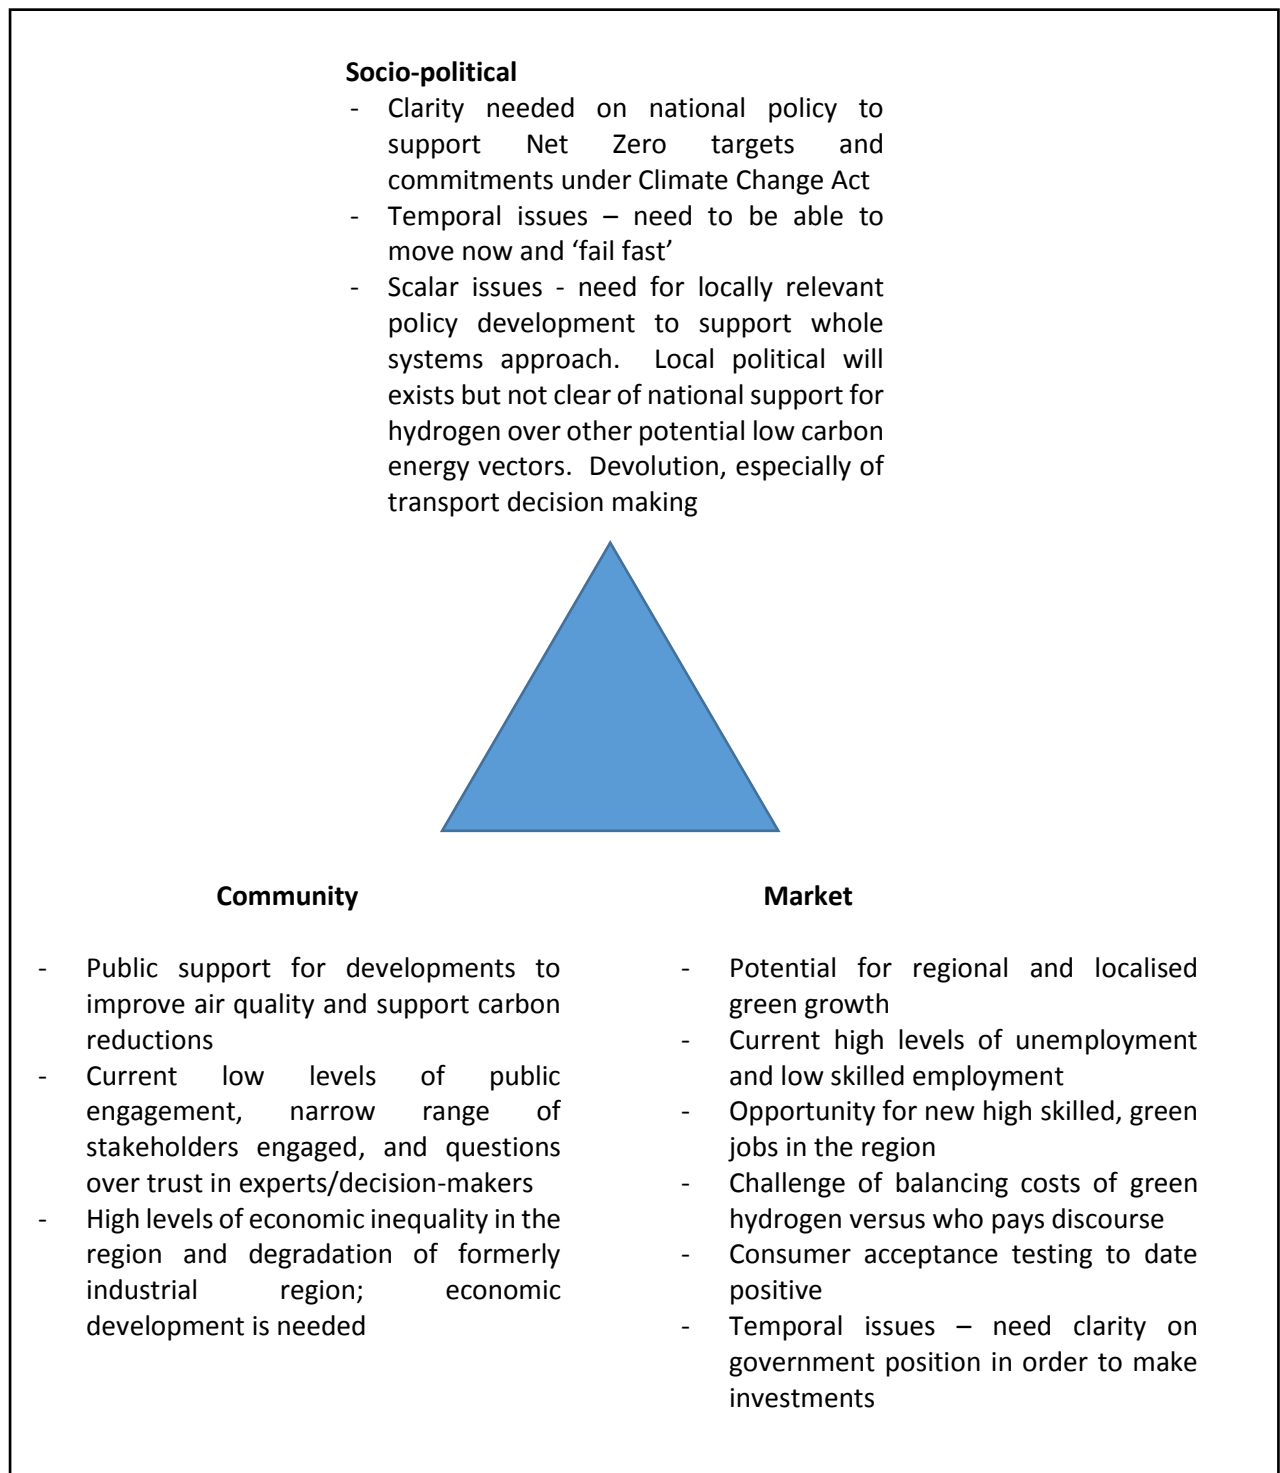 Socio-political
- Clarity needed on national policy to
support Net Zero targets and
commitments under Climate Change Act
- Temporal issues – need to be able to
move now and ‘fail fast’
- Scalar issues - need for locally relevant
policy development to support whole
systems approach. Local political will
exists but not clear of national support for
hydrogen over other potential low carbon
energy vectors. Devolution, especially of
transport decision making
Community
- Public support for developments to
improve air quality and support carbon
reductions
- Current low levels of public
engagement, narrow range of
stakeholders engaged, and questions
over trust in experts/decision-makers
- High levels of economic inequality in the
region and degradation of formerly
industrial region; economic
development is needed
Market
- Potential for regional and localised
green growth
- Current high levels of unemployment
and low skilled employment
- Opportunity for new high skilled, green
jobs in the region
- Challenge of balancing costs of green
hydrogen versus who pays discourse
- Consumer acceptance testing to date
positive
- Temporal issues – need clarity on
government position in order to make
investments